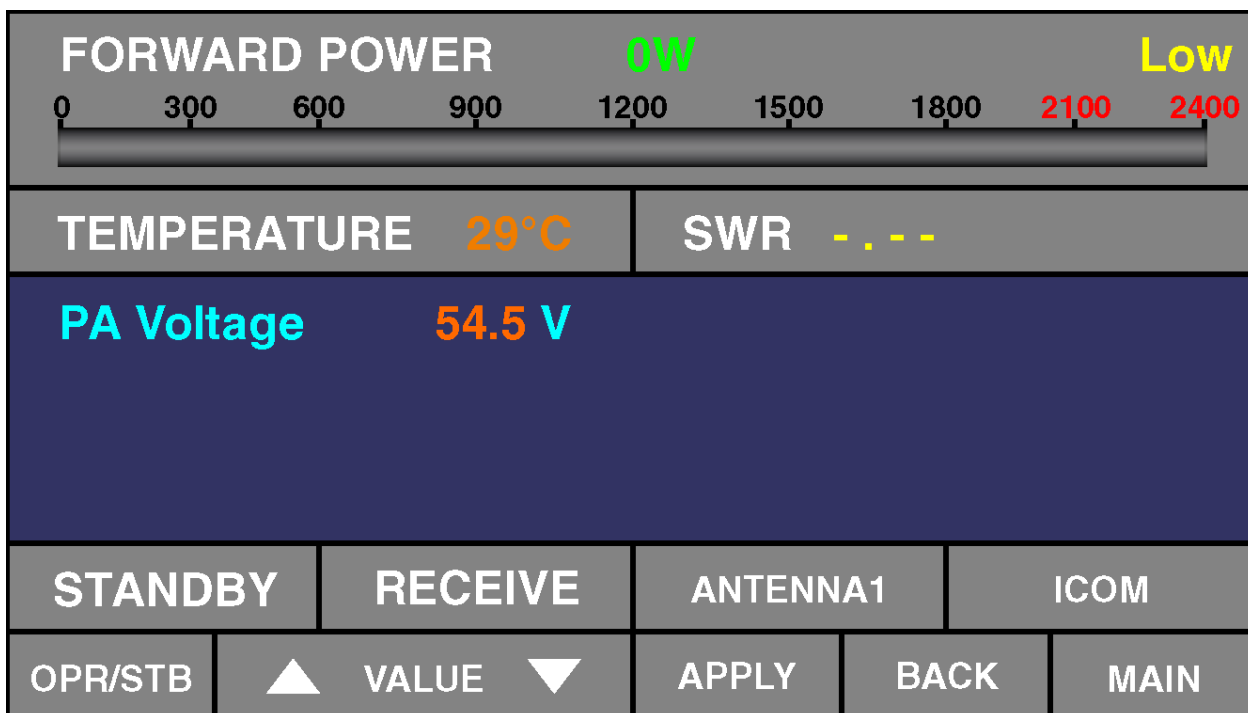 FORWARD POWER 0W Low
0 300 600 900 1200 1500 1800 2100 2400
TEMPERATURE 29°C SWR -.--
PA Voltage 54.5 V
STANDBY RECEIVE ANTENNA1 ICOM
OPR/STB VALUE APPLY BACK MAIN